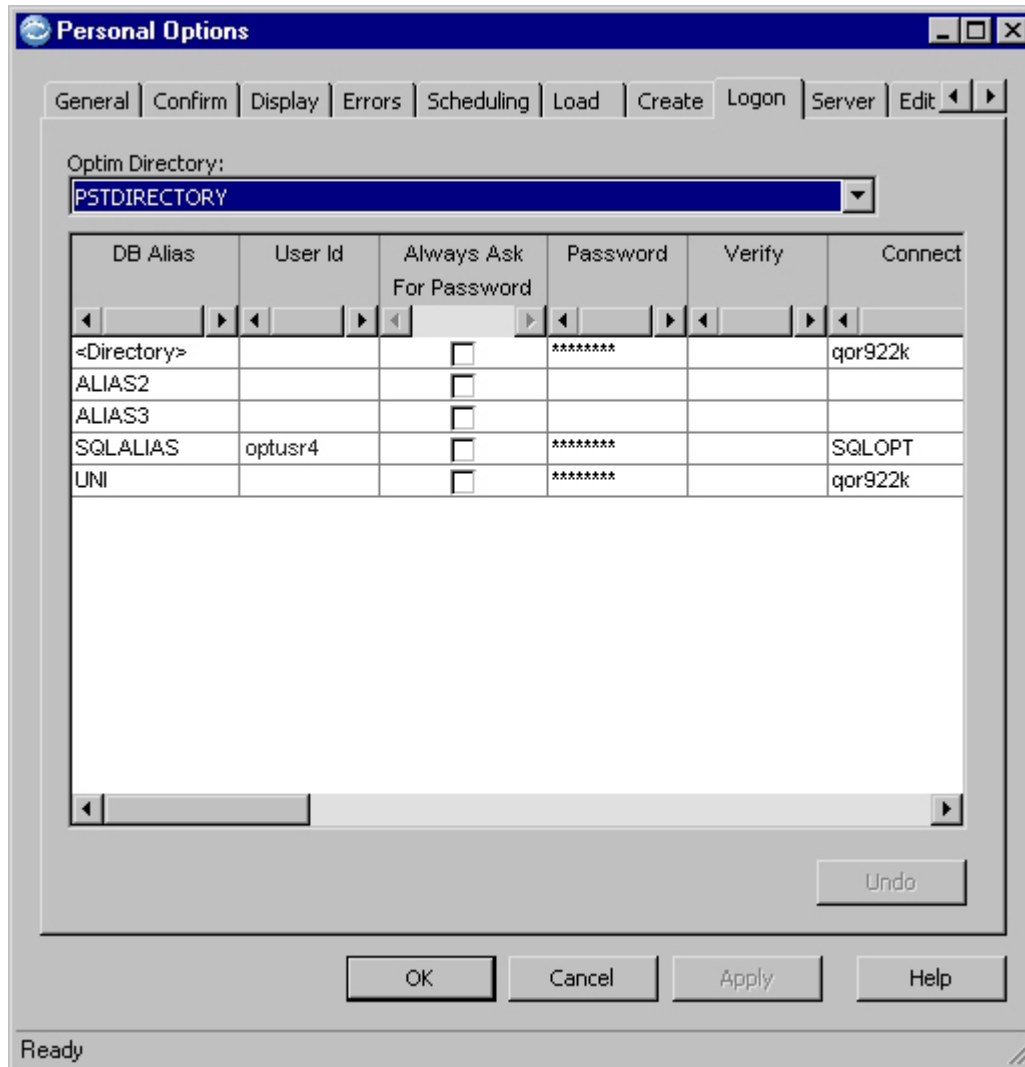 Personal Options
General Confirm Display Errors Scheduling Load Create Logon Server Edit
Optim Directory:
PSTDIRECTORY
DB Alias User Id Always Ask For Password Password Verify Connect
<Directory> ******** qor922k
ALIAS2
ALIAS3
SQLALIAS optusr4 ******** SQLOPT
UNI ******** qor922k
Undo
OK Cancel Apply Help
Ready